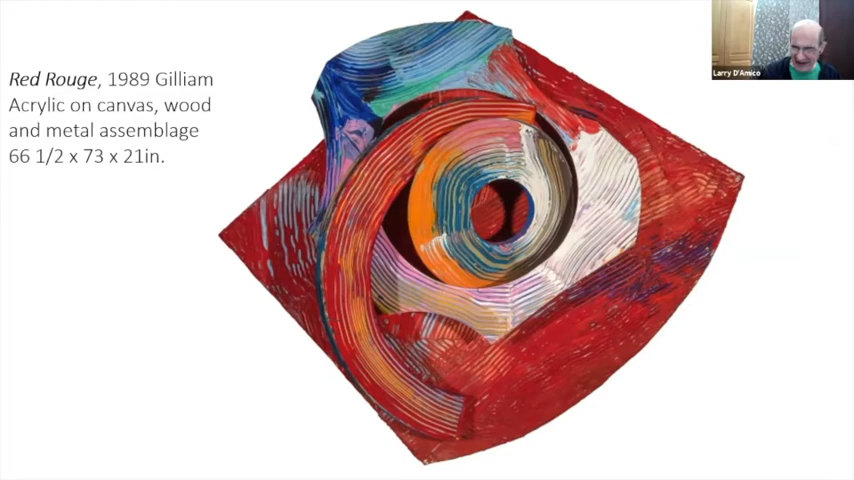 Red Rouge, 1989 Gilliam
Acrylic on canvas, wood
and metal assemblage
66 1/2 x 73 x 21in.
Larry D'Amico